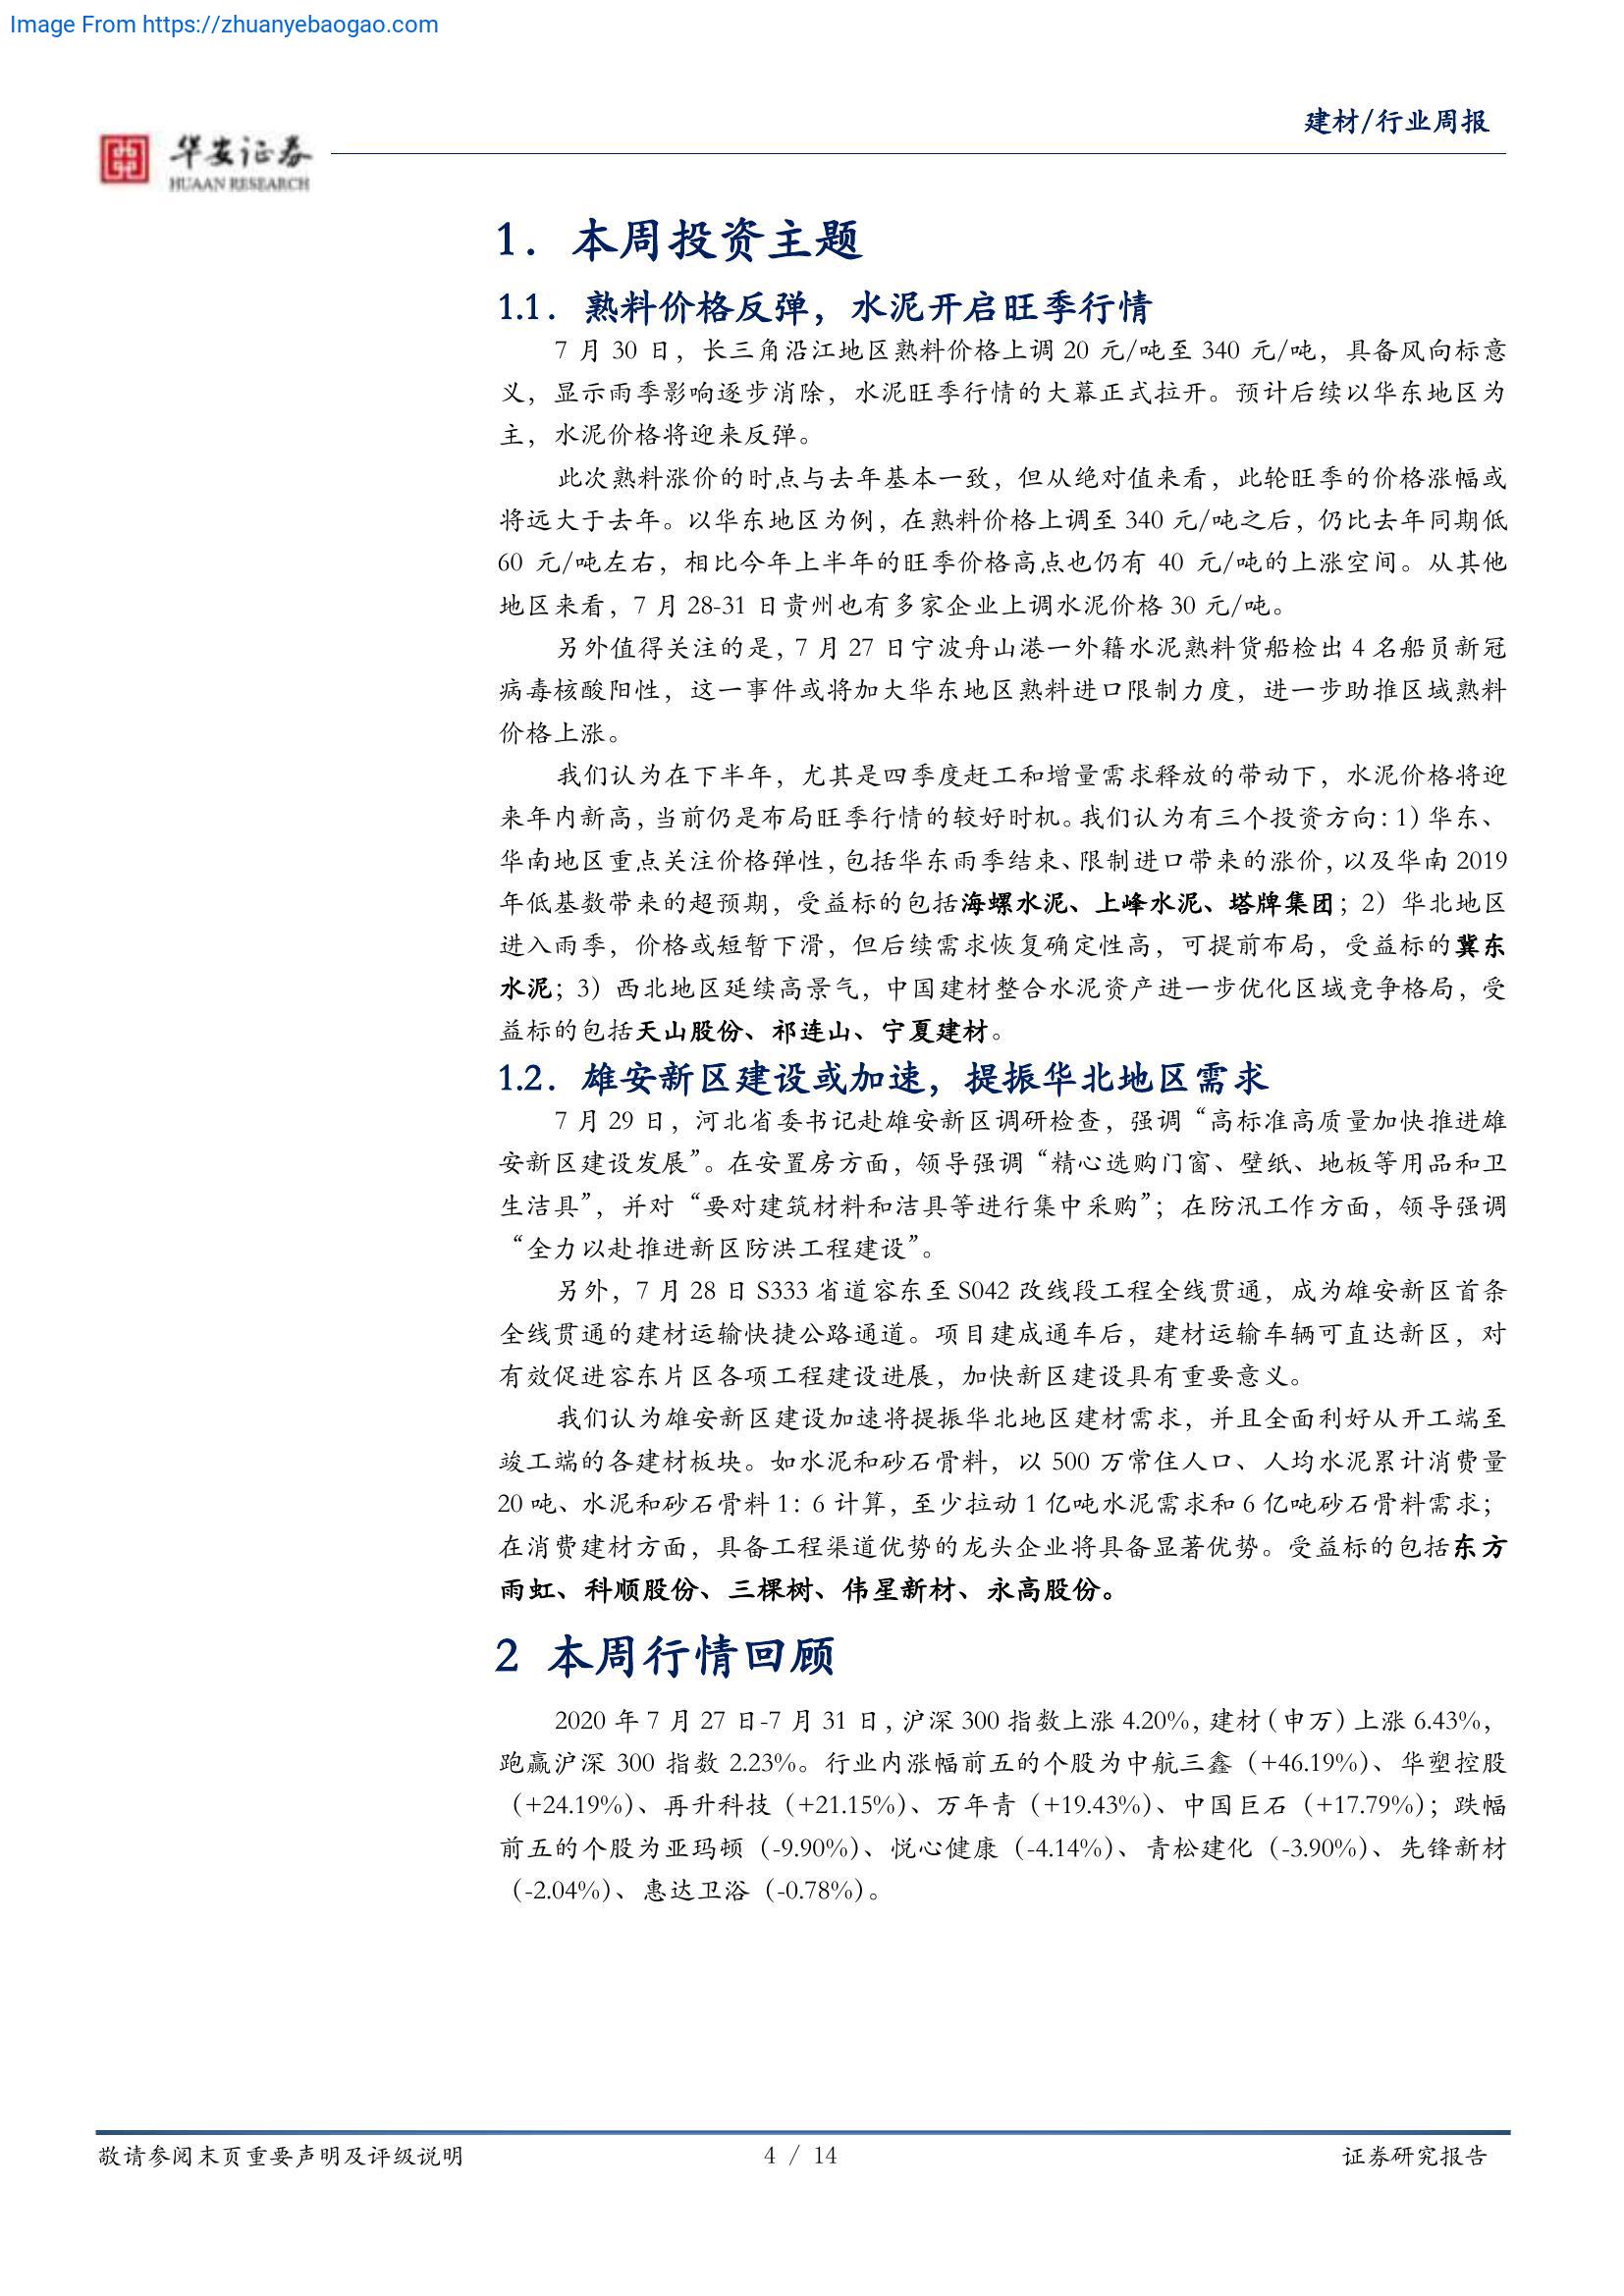 Image From https://zhuanyebaogao.com
建材/行业周报
华安证券
HUAAN RESEARCH
1. 本周投资主题
1.1. 熟料价格反弹，水泥开启旺季行情
7 月 30 日，长三角沿江地区熟料价格上调 20 元/吨至 340 元/吨，具备风向标意
义，显示雨季影响逐步消除，水泥旺季行情的大幕正式拉开。预计后续以华东地区为
主，水泥价格将迎来反弹。
此次熟料涨价的时点与去年基本一致，但从绝对值来看，此轮旺季的价格涨幅或
将远大于去年。以华东地区为例，在熟料价格上调至 340 元/吨之后，仍比去年同期低
60 元/吨左右，相比今年上半年的旺季价格高点也仍有 40 元/吨的上涨空间。从其他
地区来看，7 月 28-31 日贵州也有多家企业上调水泥价格 30 元/吨。
另外值得关注的是，7 月 27 日宁波舟山港一外籍水泥熟料货船检出 4 名船员新冠
病毒核酸阳性，这一事件或将加大华东地区熟料进口限制力度，进一步助推区域熟料
价格上涨。
我们认为在下半年，尤其是四季度赶工和增量需求释放的带动下，水泥价格将迎
来年内新高，当前仍是布局旺季行情的较好时机。我们认为有三个投资方向：1）华东、
华南地区重点关注价格弹性，包括华东雨季结束、限制进口带来的涨价，以及华南 2019
年低基数带来的超预期，受益标的包括海螺水泥、上峰水泥、塔牌集团；2）华北地区
进入雨季，价格或短暂下滑，但后续需求恢复确定性高，可提前布局，受益标的冀东
水泥；3）西北地区延续高景气，中国建材整合水泥资产进一步优化区域竞争格局，受
益标的包括天山股份、祁连山、宁夏建材。
1.2. 雄安新区建设或加速，提振华北地区需求
7 月 29 日，河北省委书记赴雄安新区调研检查，强调“高标准高质量加快推进雄
安新区建设发展”。在安置房方面，领导强调“精心选购门窗、壁纸、地板等用品和卫
生洁具”，并对“要对建筑材料和洁具等进行集中采购”；在防汛工作方面，领导强调
“全力以赴推进新区防洪工程建设”。
另外，7 月 28 日 S333 省道容东至 S042 改线段工程全线贯通，成为雄安新区首条
全线贯通的建材运输快捷公路通道。项目建成通车后，建材运输车辆可直达新区，对
有效促进容东片区各项工程建设进展，加快新区建设具有重要意义。
我们认为雄安新区建设加速将提振华北地区建材需求，并且全面利好从开工端至
竣工端的各建材板块。如水泥和砂石骨料，以 500 万常住人口、人均水泥累计消费量
20 吨、水泥和砂石骨料 1：6 计算，至少拉动 1 亿吨水泥需求和 6 亿吨砂石骨料需求；
在消费建材方面，具备工程渠道优势的龙头企业将具备显著优势。受益标的包括东方
雨虹、科顺股份、三棵树、伟星新材、永高股份。
2 本周行情回顾
2020 年 7 月 27 日-7 月 31 日，沪深 300 指数上涨 4.20%，建材（申万）上涨 6.43%，
跑赢沪深 300 指数 2.23%。行业内涨幅前五的个股为中航三鑫（+46.19%）、华塑控股
（+24.19%）、再升科技（+21.15%）、万年青（+19.43%）、中国巨石（+17.79%）；跌幅
前五的个股为亚玛顿（-9.90%）、悦心健康（-4.14%）、青松建化（-3.90%）、先锋新材
（-2.04%）、惠达卫浴（-0.78%）。
敬请参阅末页重要声明及评级说明
4 / 14
证券研究报告